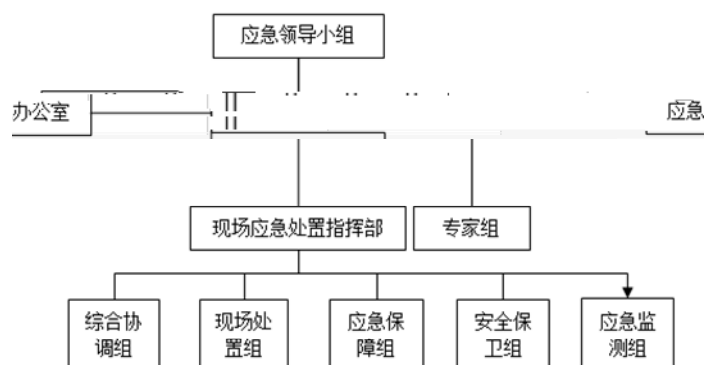 应急领导小组
办公室
应急
现场应急处置指挥部
专家组
综合协
调组
现场处
置组
应急保
障组
安全保
卫组
应急监
测组